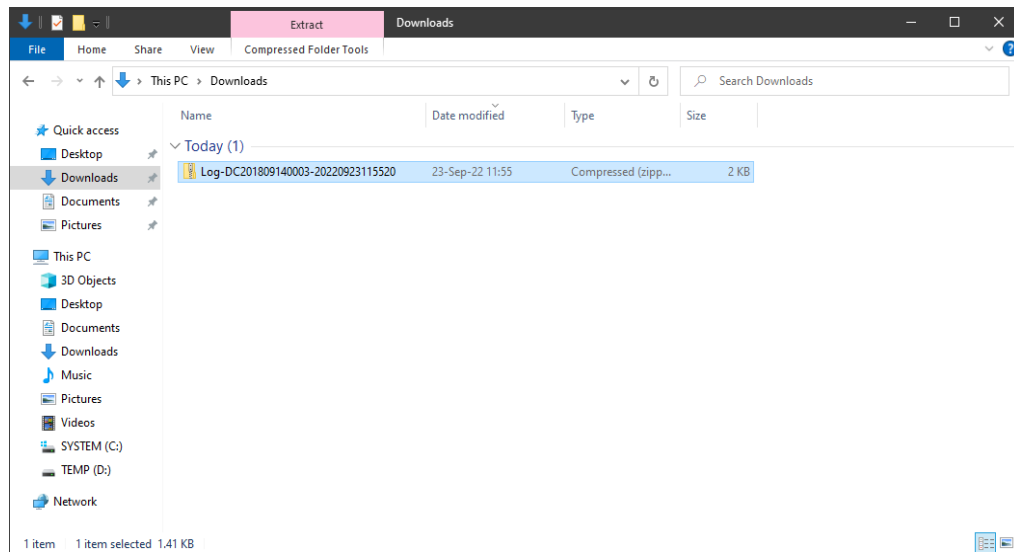 Extract
Downloads
File Home Share View Compressed Folder Tools
This PC > Downloads
Search Downloads
Name Date modified Type Size
Quick access
Today (1)
Desktop
Log-DC201809140003-20220923115520 23-Sep-22 11:55 Compressed (zipp... 2 KB
Downloads
Documents
Pictures
This PC
3D Objects
Desktop
Documents
Downloads
Music
Pictures
Videos
SYSTEM (C:)
TEMP (D:)
Network
1 item 1 item selected 1.41 KB